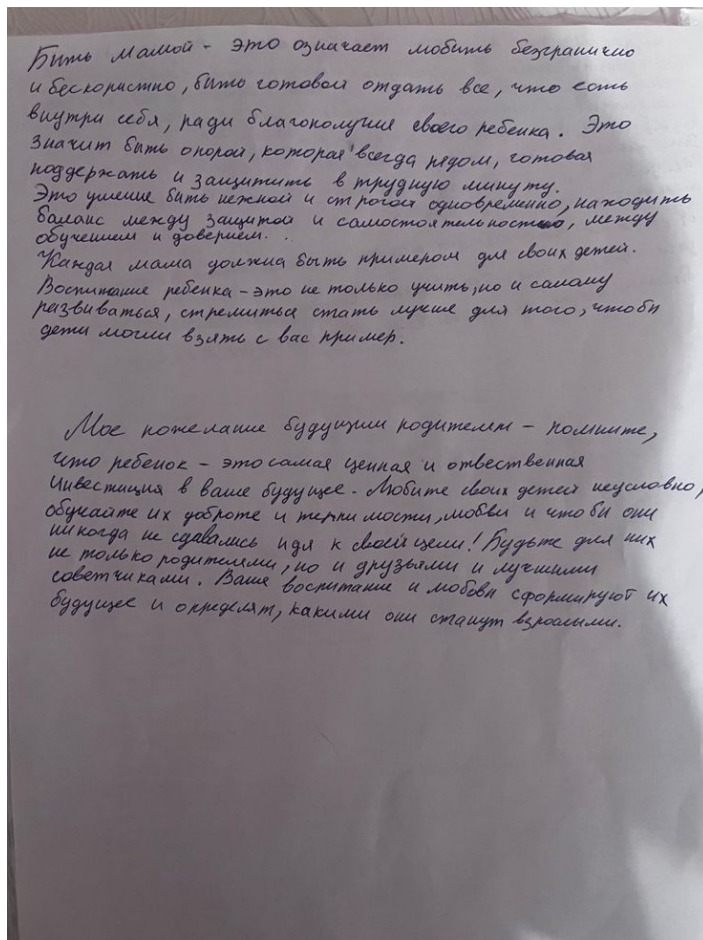 Быть мамой - это означает любить безгранично
и бескорыстно, быть готовой отдать все, что есть
внутри себя, ради благополучия своего ребенка. Это
значит быть опорой, которая всегда рядом, готовая
поддержать и защитить в трудную минуту.
Это умение быть нежной и строгой одновременно, находить
баланс между защитой и самостоятельностью, между
обучением и доверием.
Каждая мама должна быть примером для своих детей.
Воспитание ребенка - это не только учить, но и самому
развиваться, стремиться стать лучше для того, чтобы
дети могли взять с вас пример.
Мое пожелание будущим родителям - помните,
что ребенок - это самая ценная и отвественная
инвестиция в ваше будущее. Любите своих детей неусловно,
обучайте их доброте и терпимости, любви и чтобы они
никогда не сдавались идя к своей цели! Будьте для них
не только родителями, но и друзьями и лучшими
советчиками. Ваше воспитание и любовь сформируют их
будущее и определят, какими они станут взрослыми.